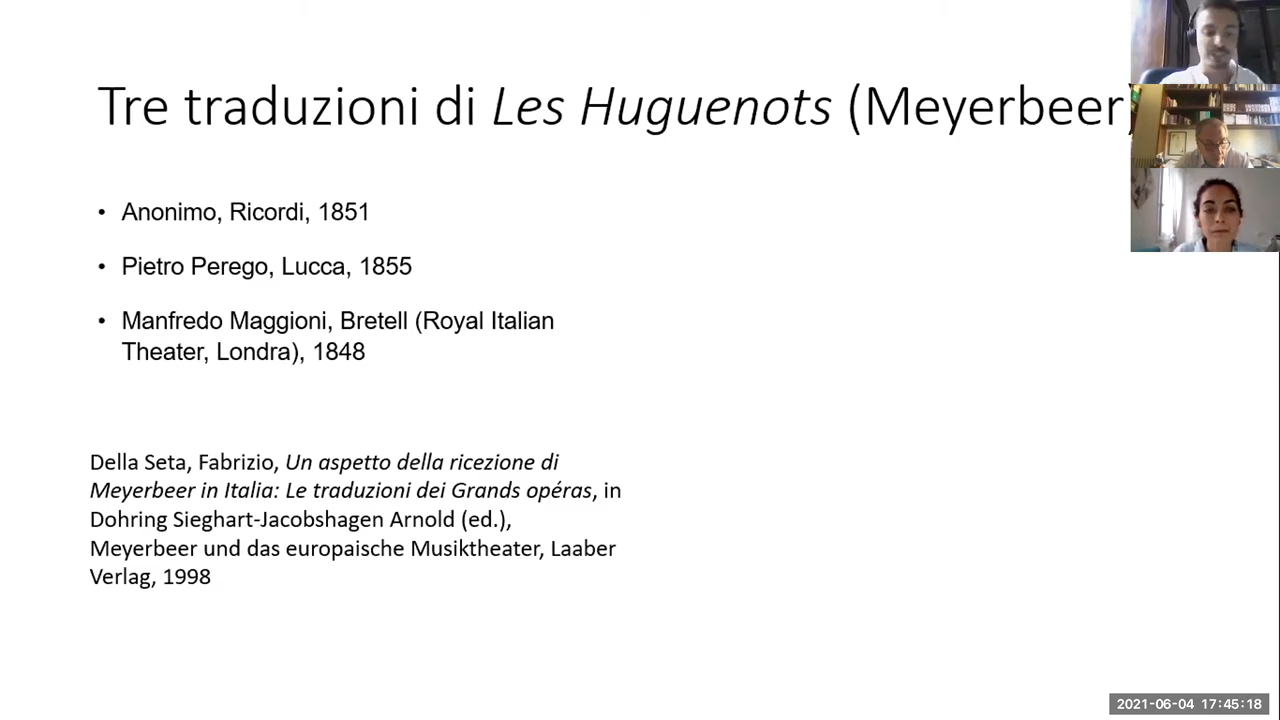 Tre traduzioni di Les Huguenots (Meyerbeer)
• Anonimo, Ricordi, 1851
• Pietro Perego, Lucca, 1855
• Manfredo Maggioni, Bretell (Royal Italian
Theater, Londra), 1848
Della Seta, Fabrizio, Un aspetto della ricezione di
Meyerbeer in Italia: Le traduzioni dei Grands opéras, in
Dohring Sieghart-Jacobshagen Arnold (ed.),
Meyerbeer und das europaische Musiktheater, Laaber
Verlag, 1998
2021-06-04 17:45:18